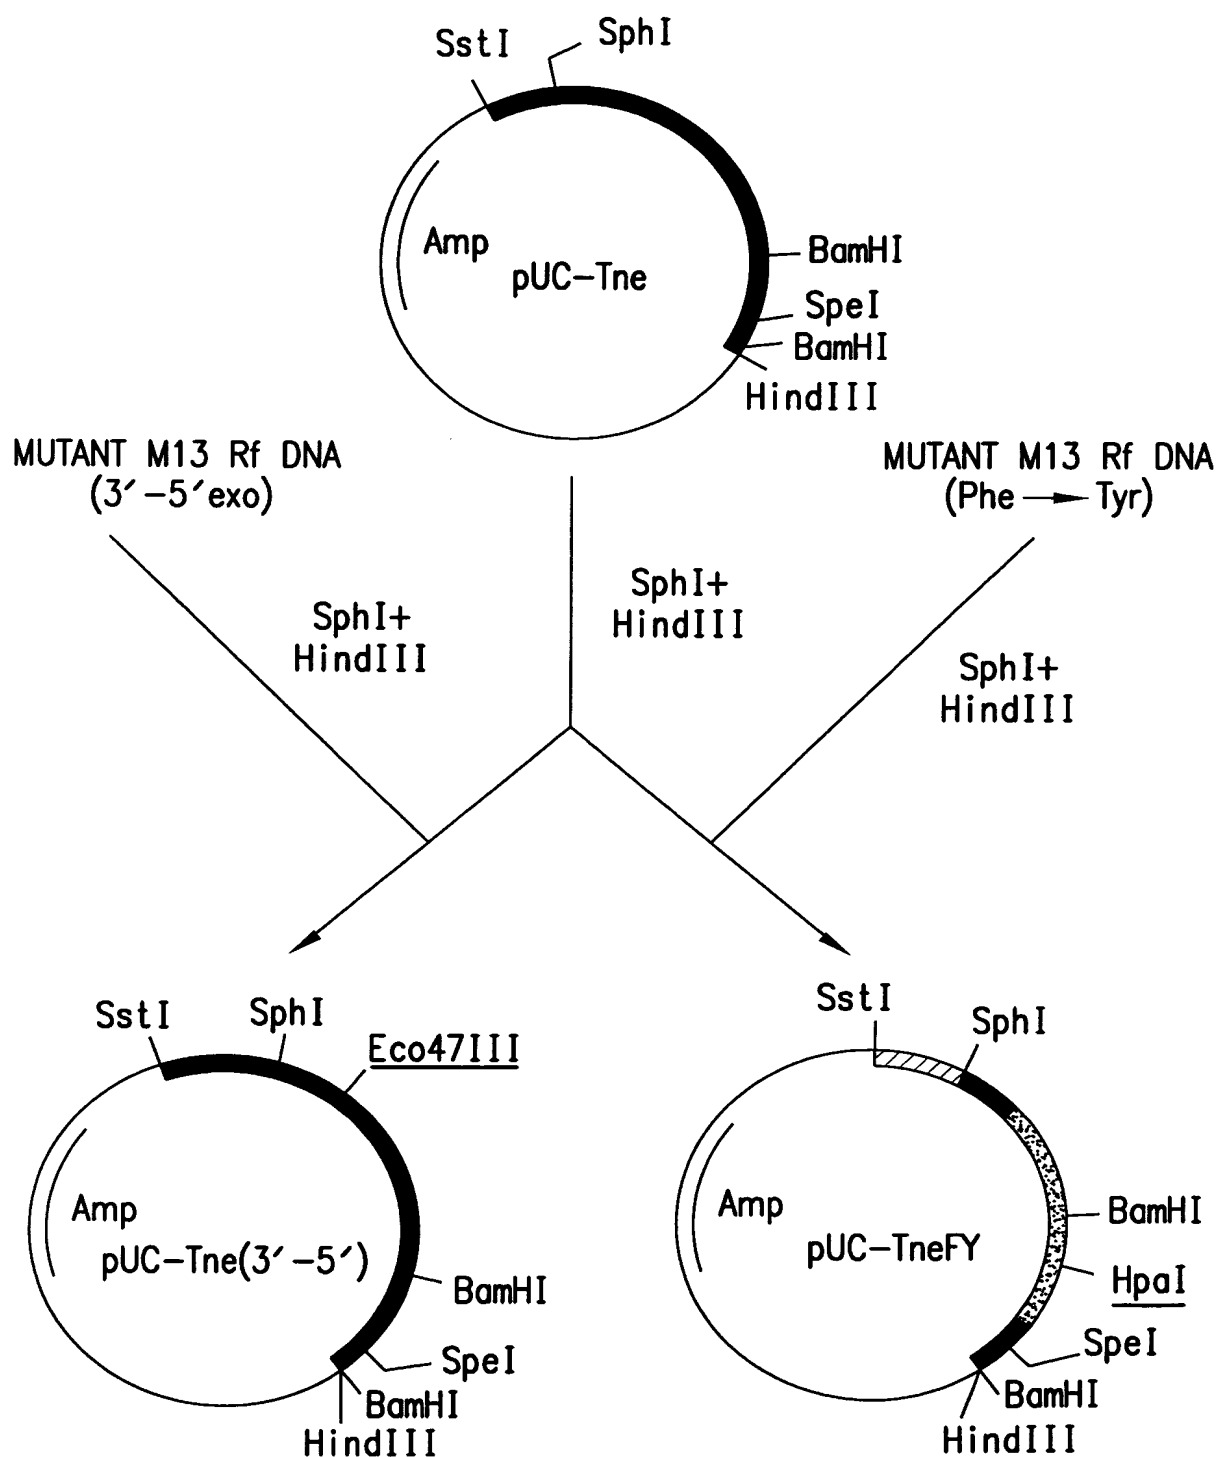 SstI
SphI
Amp
pUC-Tne
BamHI
SpeI
BamHI
HindIII
MUTANT M13 Rf DNA
(3′-5′exo)
MUTANT M13 Rf DNA
(Phe → Tyr)
SphI+
HindIII
SphI+
HindIII
SphI+
HindIII
SstI
SphI
Eco47III
Amp
pUC-Tne(3′-5′)
BamHI
SpeI
BamHI
HindIII
SstI
SphI
Amp
pUC-TneFY
BamHI
HpaI
SpeI
BamHI
HindIII